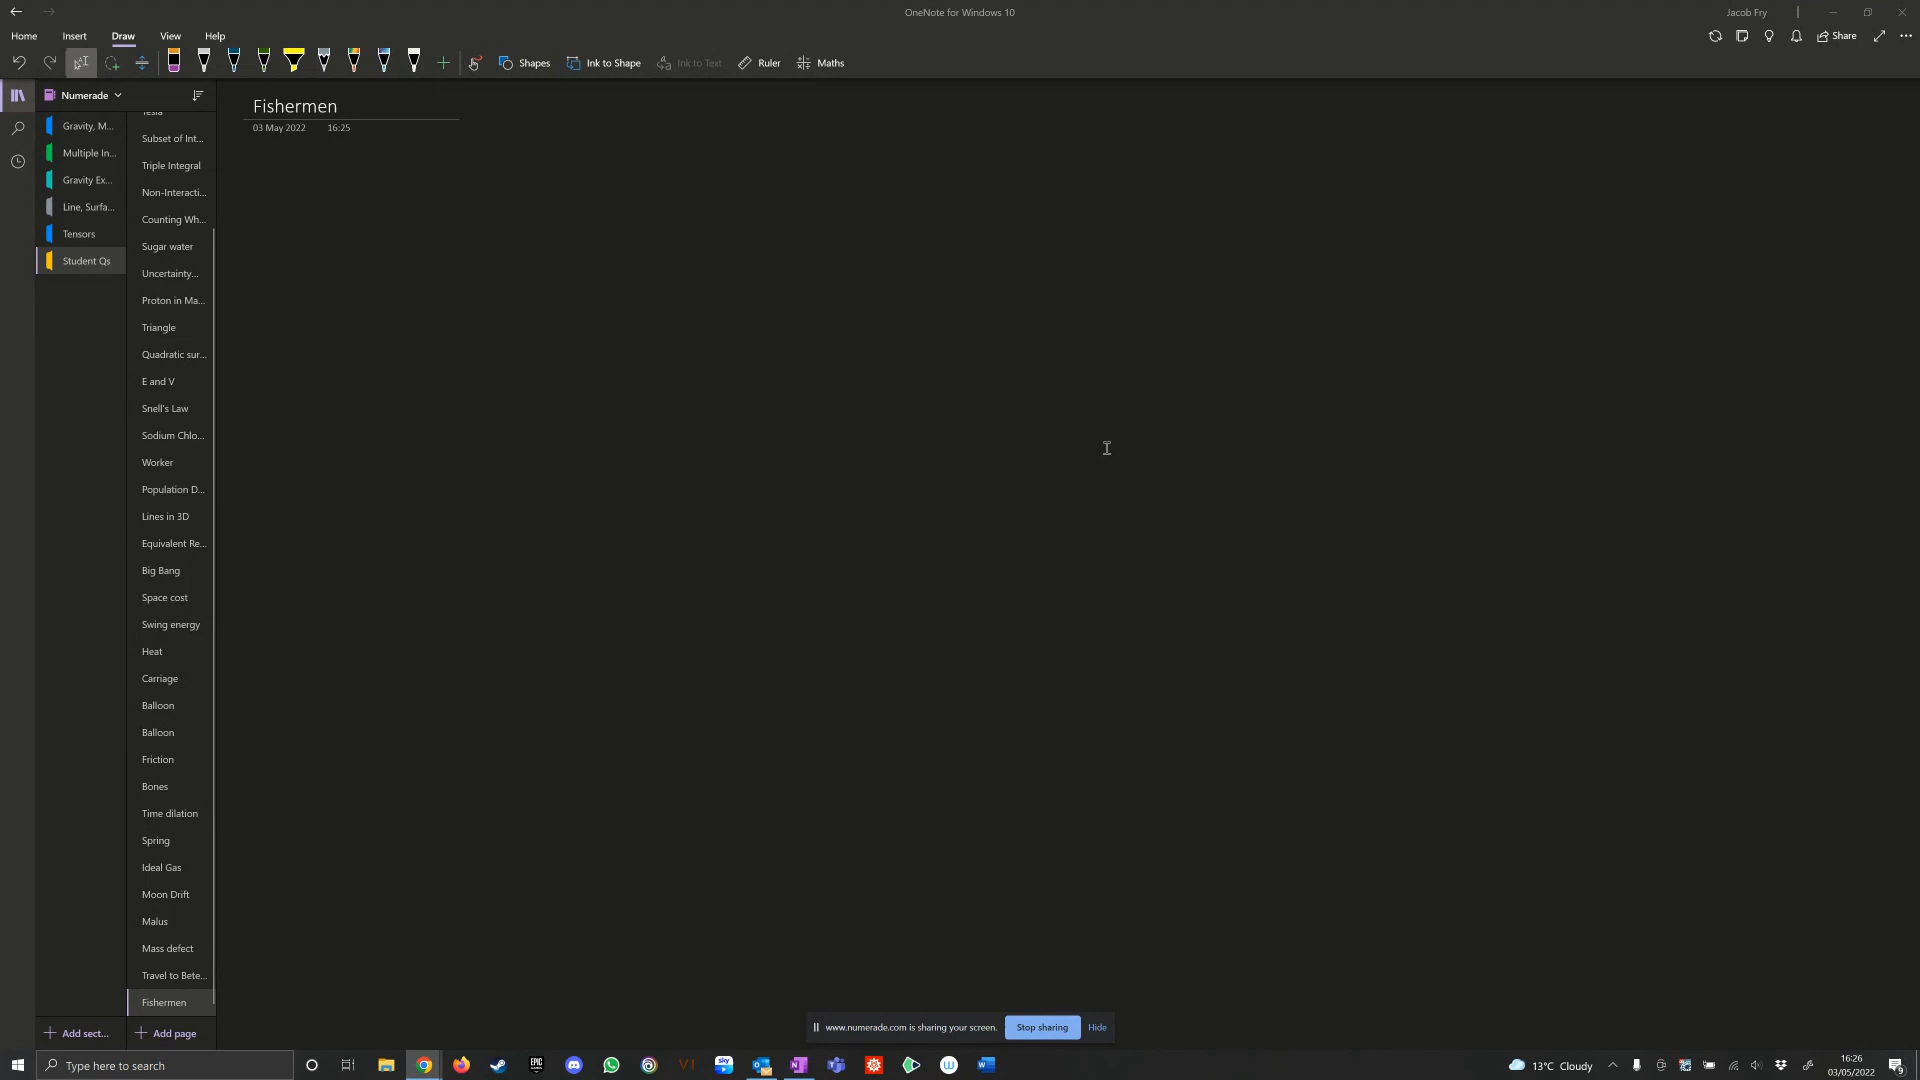 OneNote for Windows 10
Jacob Fry
Home Insert Draw View Help
Share
Shapes Ink to Shape Ink to Text Ruler Maths
Numerade
Gravity, M...
Multiple In...
Gravity Ex...
Line, Surfa...
Tensors
Student Qs
Tesla
Subset of Int...
Triple Integral
Non-Interacti...
Counting Wh...
Sugar water
Uncertainty...
Proton in Ma...
Triangle
Quadratic sur...
E and V
Snell's Law
Sodium Chlo...
Worker
Population D...
Lines in 3D
Equivalent Re...
Big Bang
Space cost
Swing energy
Heat
Carriage
Balloon
Balloon
Friction
Bones
Time dilation
Spring
Ideal Gas
Moon Drift
Malus
Mass defect
Travel to Bete...
Fishermen
Add sect...
Add page
Fishermen
03 May 2022 16:25
www.numerade.com is sharing your screen. Stop sharing Hide
Type here to search
13°C Cloudy
16:26
03/05/2022